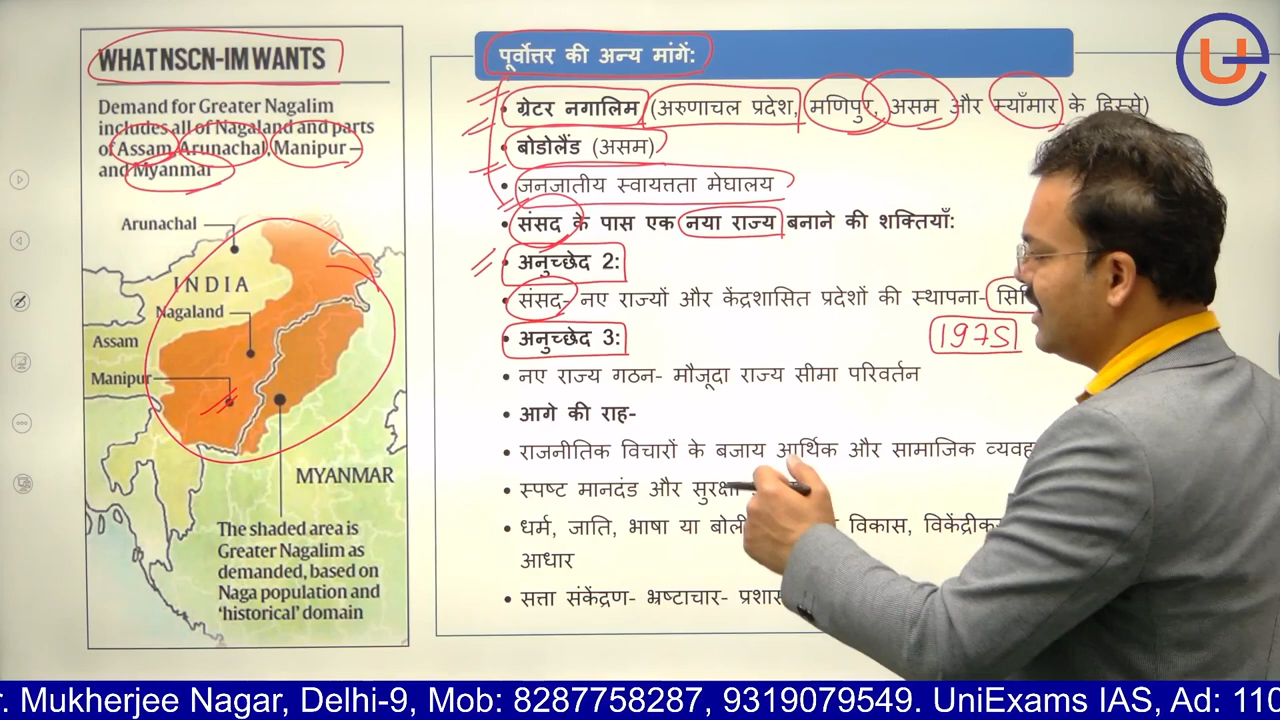 WHAT NSCN-IM WANTS
Demand for Greater Nagalim
includes all of Nagaland and parts
of Assam, Arunachal, Manipur –
and Myanmar
Arunachal
INDIA
Nagaland
Assam
Manipur
MYANMAR
The shaded area is
Greater Nagalim as
demanded, based on
Naga population and
‘historical’ domain
पूर्वोत्तर की अन्य मांगें:
• ग्रेटर नगालिम (अरुणाचल प्रदेश, मणिपुर, असम और म्याँमार के हिस्से)
• बोडोलैंड (असम)
• जनजातीय स्वायत्तता मेघालय
• संसद के पास एक नया राज्य बनाने की शक्तियाँ:
• अनुच्छेद 2:
• संसद- नए राज्यों और केंद्रशासित प्रदेशों की स्थापना-
• अनुच्छेद 3:
1975
• नए राज्य गठन- मौजूदा राज्य सीमा परिवर्तन
• आगे की राह-
• राजनीतिक विचारों के बजाय आर्थिक और सामाजिक
• स्पष्ट मानदंड और सुरक्षा
• धर्म, जाति, भाषा या बोली विकास,
आधार
• सत्ता संकेंद्रण- भ्रष्टाचार-
Ue
r. Mukherjee Nagar, Delhi-9, Mob: 8287758287, 9319079549. UniExams IAS, Ad: 110